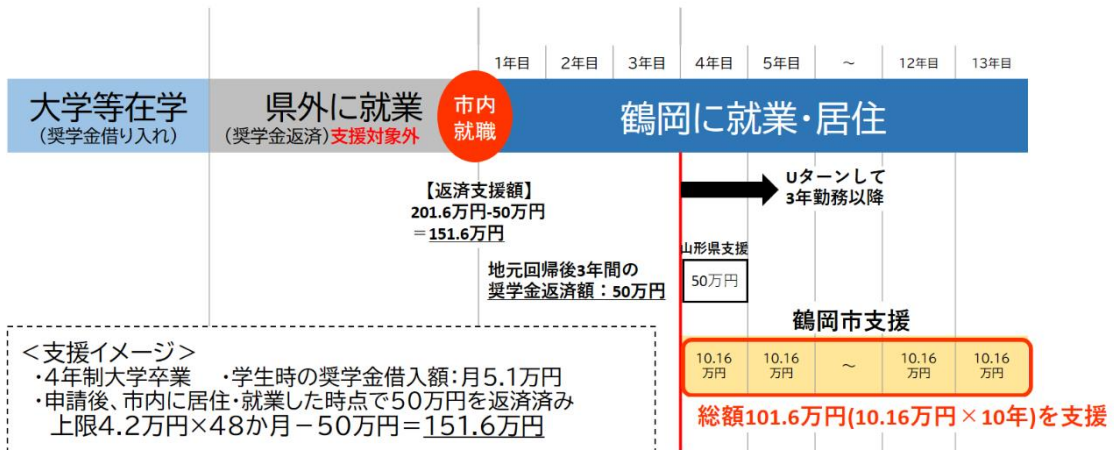 1年目 2年目 3年目 4年目 5年目 ～ 12年目 13年目
大学等在学
(奨学金借り入れ)
県外に就業
(奨学金返済)支援対象外
市内
就職
鶴岡に就業・居住
Uターンして
3年勤務以降
【返済支援額】
201.6万円-50万円
＝151.6万円
山形県支援
50万円
地元回帰後3年間の
奨学金返済額：50万円
鶴岡市支援
10.16
万円
10.16
万円
～
10.16
万円
10.16
万円
総額101.6万円(10.16万円×10年)を支援
＜支援イメージ＞
・4年制大学卒業 ・学生時の奨学金借入額：月5.1万円
・申請後、市内に居住・就業した時点で50万円を返済済み
上限4.2万円×48か月－50万円＝151.6万円